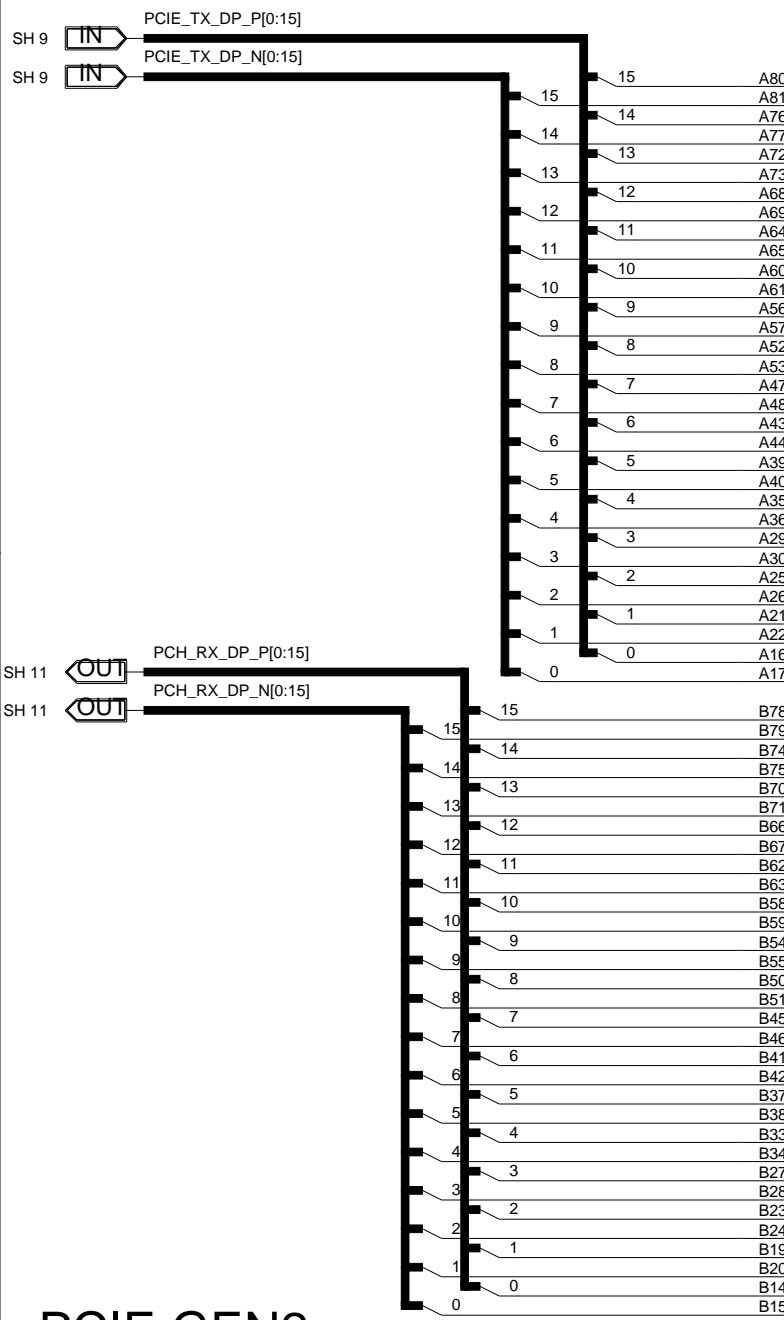 PCIE_TX_DP_P[0:15]
SH 9 IN
PCIE_TX_DP_N[0:15]
SH 9 IN
15 A80
15 A81
14 A76
14 A77
13 A72
13 A73
12 A68
12 A69
11 A64
11 A65
10 A60
10 A61
9 A56
9 A57
8 A52
8 A53
7 A47
7 A48
6 A43
6 A44
5 A39
5 A40
4 A35
4 A36
3 A29
3 A30
2 A25
2 A26
1 A21
1 A22
0 A16
0 A17
PCH_RX_DP_P[0:15]
SH 11 OUT
PCH_RX_DP_N[0:15]
SH 11 OUT
15 B78
15 B79
14 B74
14 B75
13 B70
13 B71
12 B66
12 B67
11 B62
11 B63
10 B58
10 B59
9 B54
9 B55
8 B50
8 B51
7 B45
7 B46
6 B41
6 B42
5 B37
5 B38
4 B33
4 B34
3 B27
3 B28
2 B23
2 B24
1 B19
1 B20
0 B14
0 B15